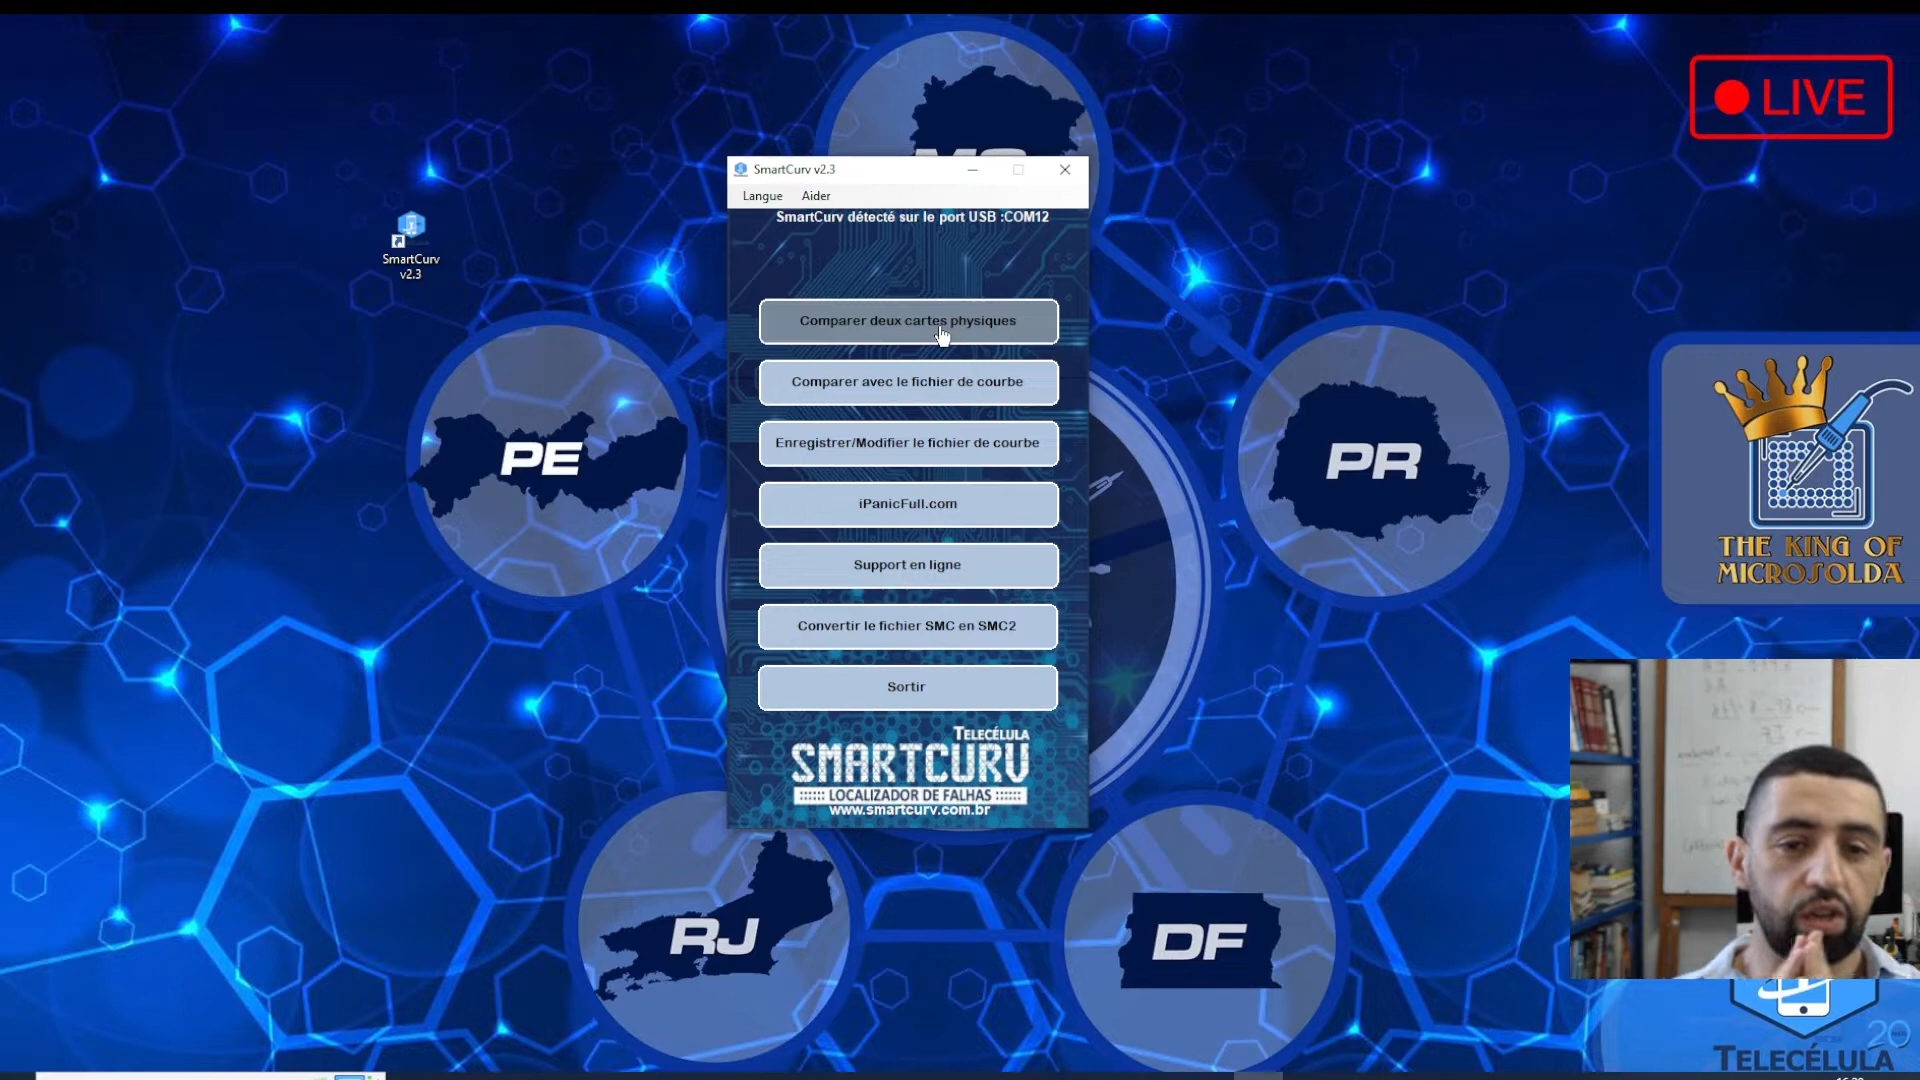 LIVE
SmartCurv v2.3
Langue Aider
SmartCurv détecté sur le port USB :COM12
SmartCurv
v2.3
Comparer deux cartes physiques
Comparer avec le fichier de courbe
Enregistrer/Modifier le fichier de courbe
iPanicFull.com
Support en ligne
Convertir le fichier SMC en SMC2
Sortir
TELECÉLULA
SMARTCURV
:::::: LOCALIZADOR DE FALHAS ::::::
www.smartcurv.com.br
PE
PR
THE KING OF
MICROSOLDA
RJ
DF
20
TELECÉLULA